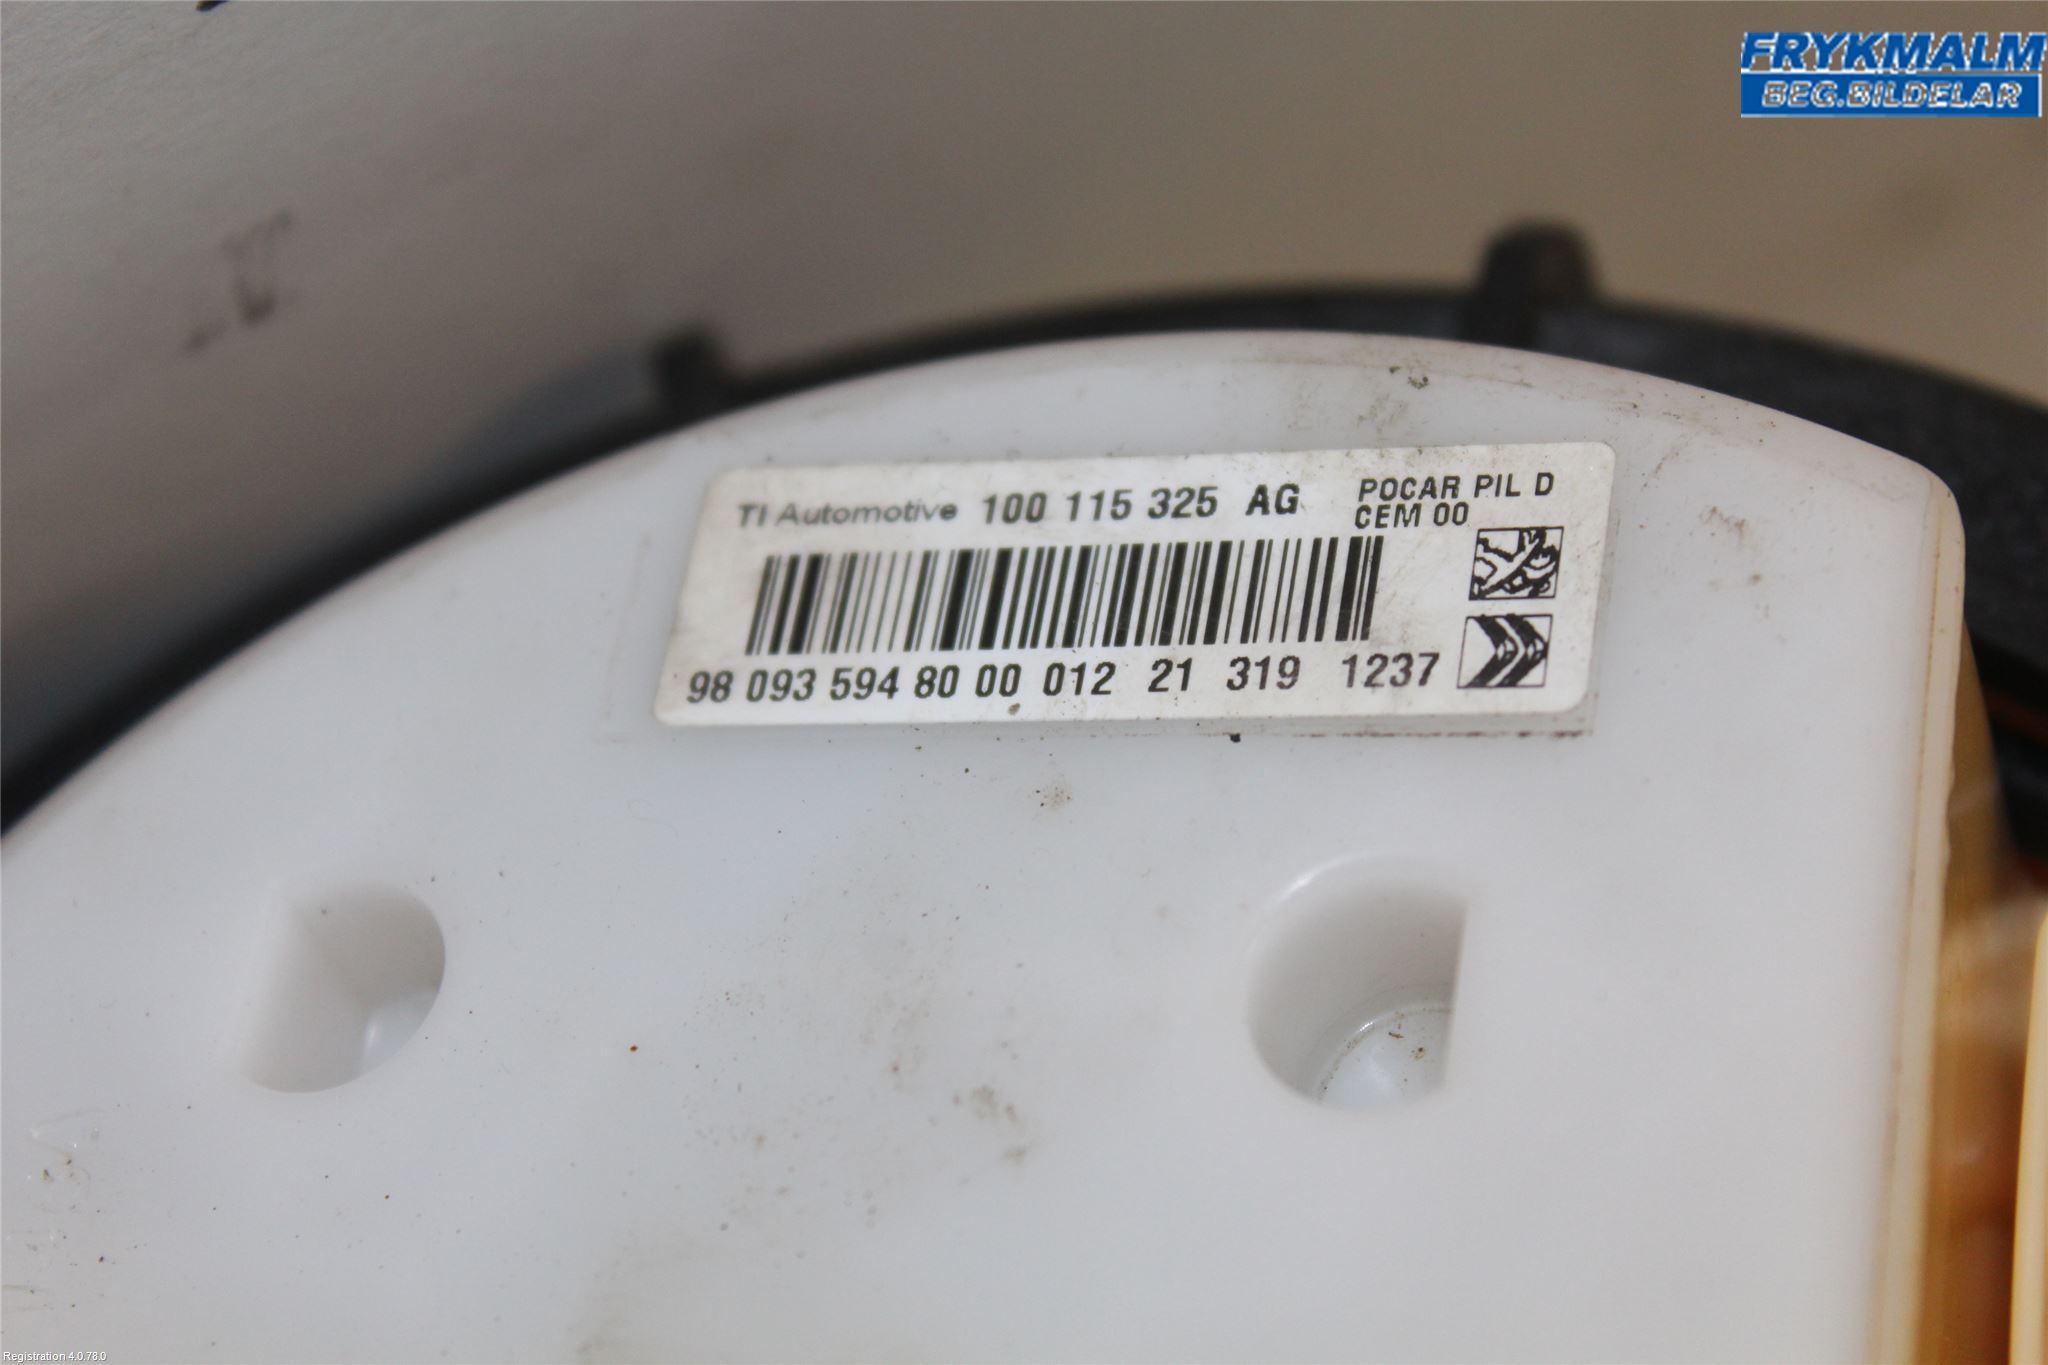 FRYKMALM
BEG.BILDELAR
TI Automotive 100 115 325 AG
POCAR PIL D
CEM 00
98 093 594 80 00 012 21 319 1237
Registration 4.0.78.0